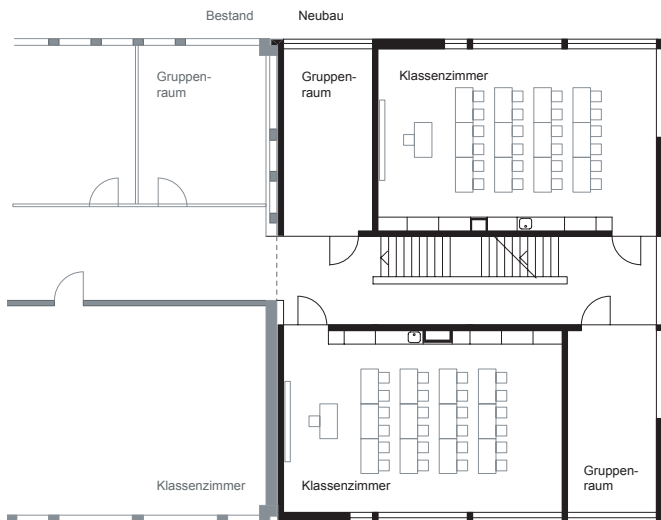 Bestand Neubau
Gruppen-
raum
Gruppen-
raum
Klassenzimmer
Klassenzimmer
Klassenzimmer
Gruppen-
raum